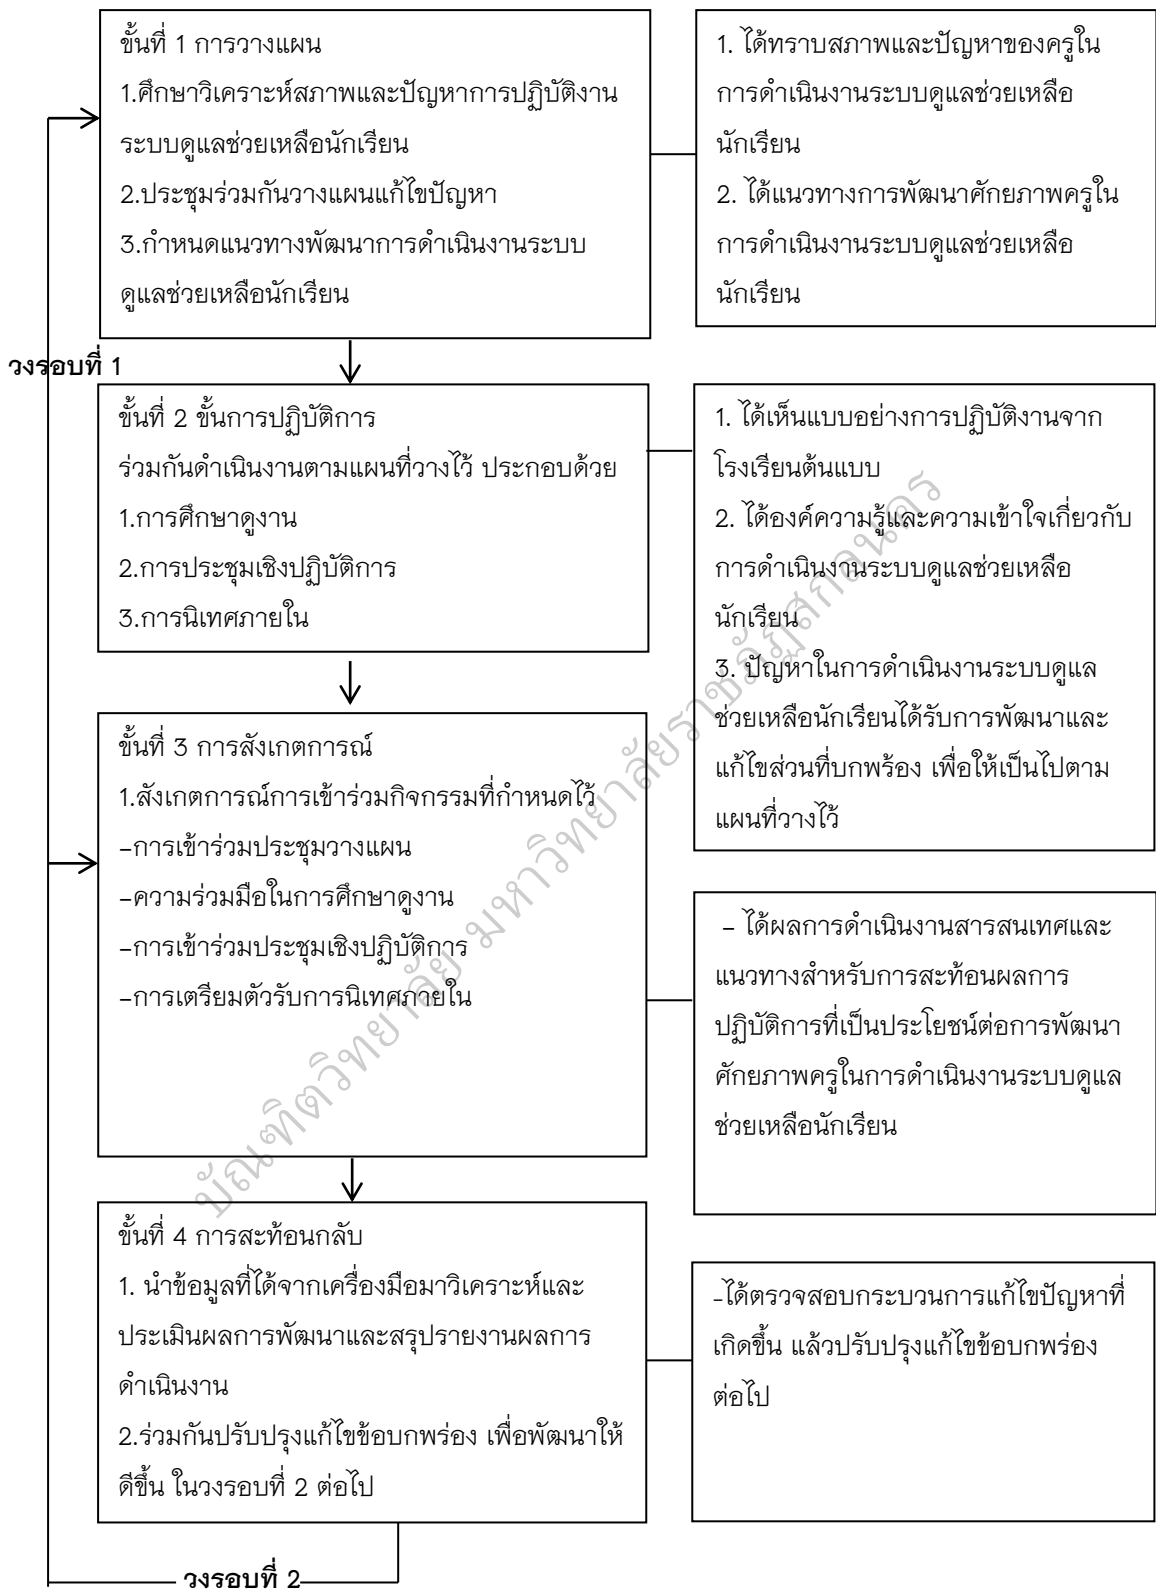 ขั้นที่ 1 การวางแผน
1.ศึกษาวิเคราะห์สภาพและปัญหาการปฏิบัติงาน
ระบบดูแลช่วยเหลือนักเรียน
2.ประชุมร่วมกันวางแผนแก้ไขปัญหา
3.กำหนดแนวทางพัฒนาการดำเนินงานระบบ
ดูแลช่วยเหลือนักเรียน
1. ได้ทราบสภาพและปัญหาของครูใน
การดำเนินงานระบบดูแลช่วยเหลือ
นักเรียน
2. ได้แนวทางการพัฒนาศักยภาพครูใน
การดำเนินงานระบบดูแลช่วยเหลือ
นักเรียน
วงรอบที่ 1
ขั้นที่ 2 ขั้นการปฏิบัติการ
ร่วมกันดำเนินงานตามแผนที่วางไว้ ประกอบด้วย
1.การศึกษาดูงาน
2.การประชุมเชิงปฏิบัติการ
3.การนิเทศภายใน
1. ได้เห็นแบบอย่างการปฏิบัติงานจาก
โรงเรียนต้นแบบ
2. ได้องค์ความรู้และความเข้าใจเกี่ยวกับ
การดำเนินงานระบบดูแลช่วยเหลือ
นักเรียน
3. ปัญหาในการดำเนินงานระบบดูแล
ช่วยเหลือนักเรียนได้รับการพัฒนาและ
แก้ไขส่วนที่บกพร้อง เพื่อให้เป็นไปตาม
แผนที่วางไว้
ขั้นที่ 3 การสังเกตการณ์
1.สังเกตการณ์การเข้าร่วมกิจกรรมที่กำหนดไว้
-การเข้าร่วมประชุมวางแผน
-ความร่วมมือในการศึกษาดูงาน
-การเข้าร่วมประชุมเชิงปฏิบัติการ
-การเตรียมตัวรับการนิเทศภายใน
- ได้ผลการดำเนินงานสารสนเทศและ
แนวทางสำหรับการสะท้อนผลการ
ปฏิบัติการที่เป็นประโยชน์ต่อการพัฒนา
ศักยภาพครูในการดำเนินงานระบบดูแล
ช่วยเหลือนักเรียน
ขั้นที่ 4 การสะท้อนกลับ
1. นำข้อมูลที่ได้จากเครื่องมือมาวิเคราะห์และ
ประเมินผลการพัฒนาและสรุปรายงานผลการ
ดำเนินงาน
2.ร่วมกันปรับปรุงแก้ไขข้อบกพร่อง เพื่อพัฒนาให้
ดีขึ้น ในวงรอบที่ 2 ต่อไป
-ได้ตรวจสอบกระบวนการแก้ไขปัญหาที่
เกิดขึ้น แล้วปรับปรุงแก้ไขข้อบกพร่อง
ต่อไป
วงรอบที่ 2
บัณฑิตวิทยาลัย มหาวิทยาลัยราชภัฏสกลนคร